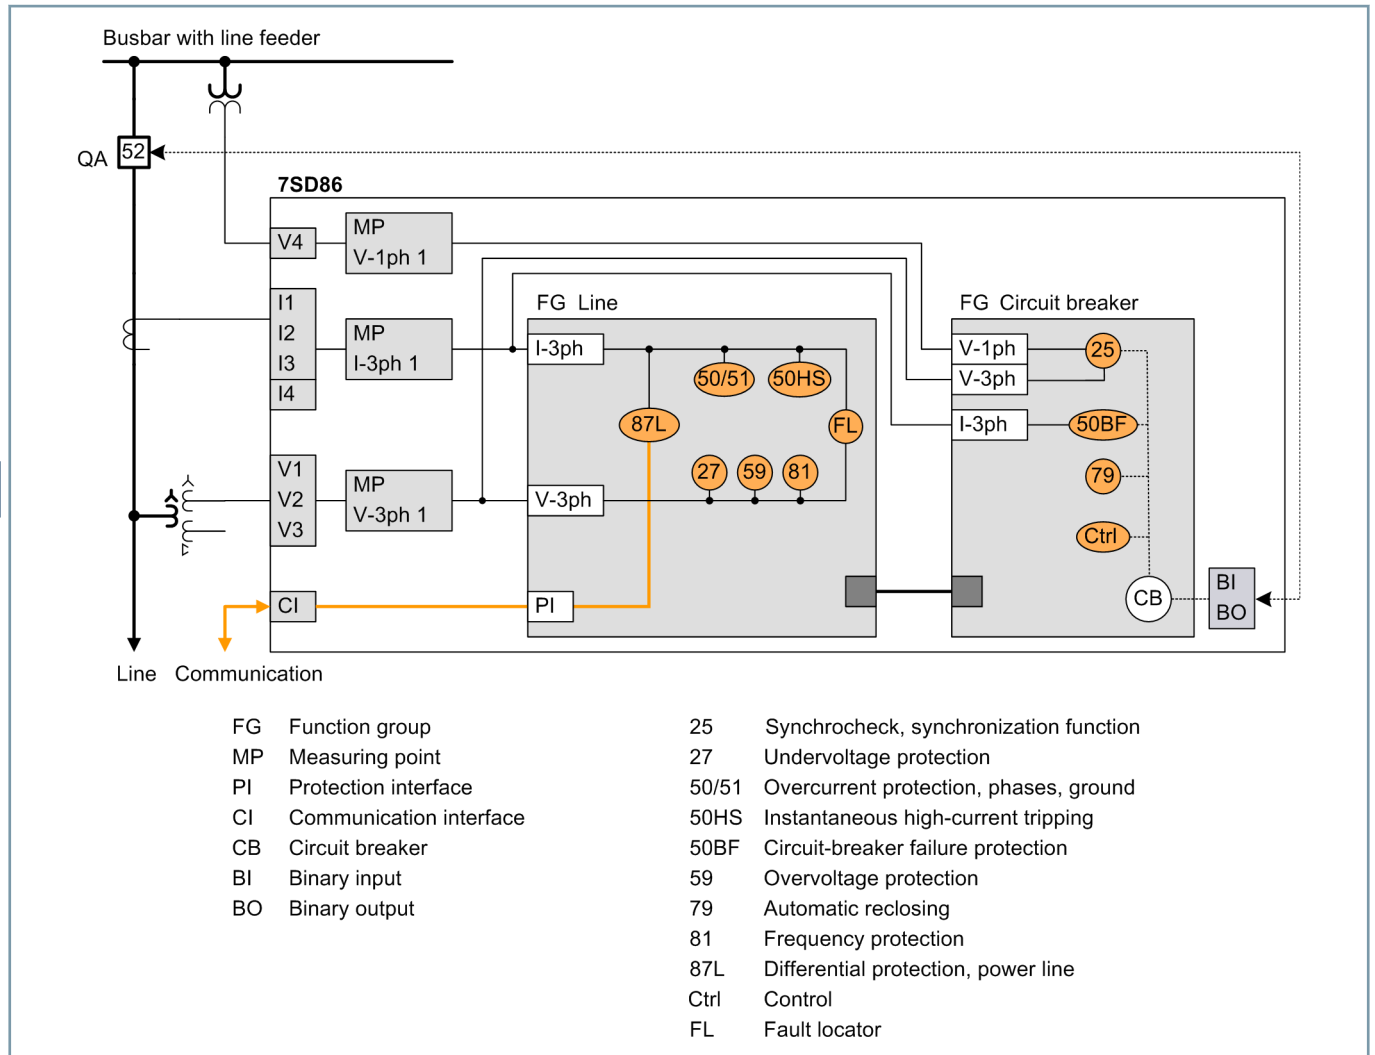 Busbar with line feeder
QA
52
7SD86
V4
MP
V-1ph 1
I1
I2
I3
I4
MP
I-3ph 1
V1
V2
V3
MP
V-3ph 1
CI
FG Line
I-3ph
50/51
50HS
87L
FL
27
59
81
V-3ph
PI
FG Circuit breaker
V-1ph
25
V-3ph
I-3ph
50BF
79
Ctrl
CB
BI
BO
Line
Communication
FG Function group
MP Measuring point
PI Protection interface
CI Communication interface
CB Circuit breaker
BI Binary input
BO Binary output
25 Synchrocheck, synchronization function
27 Undervoltage protection
50/51 Overcurrent protection, phases, ground
50HS Instantaneous high-current tripping
50BF Circuit-breaker failure protection
59 Overvoltage protection
79 Automatic reclosing
81 Frequency protection
87L Differential protection, power line
Ctrl Control
FL Fault locator